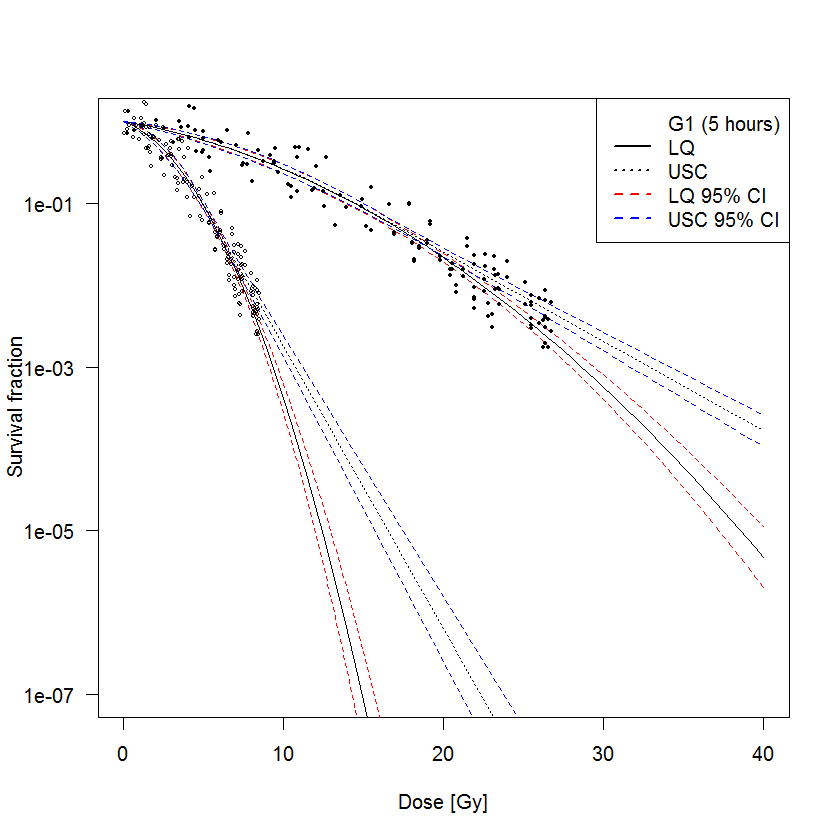 G1 (5 hours)
LQ
USC
LQ 95% CI
USC 95% CI
1e-01
1e-03
1e-05
1e-07
Survival fraction
0 10 20 30 40
Dose [Gy]